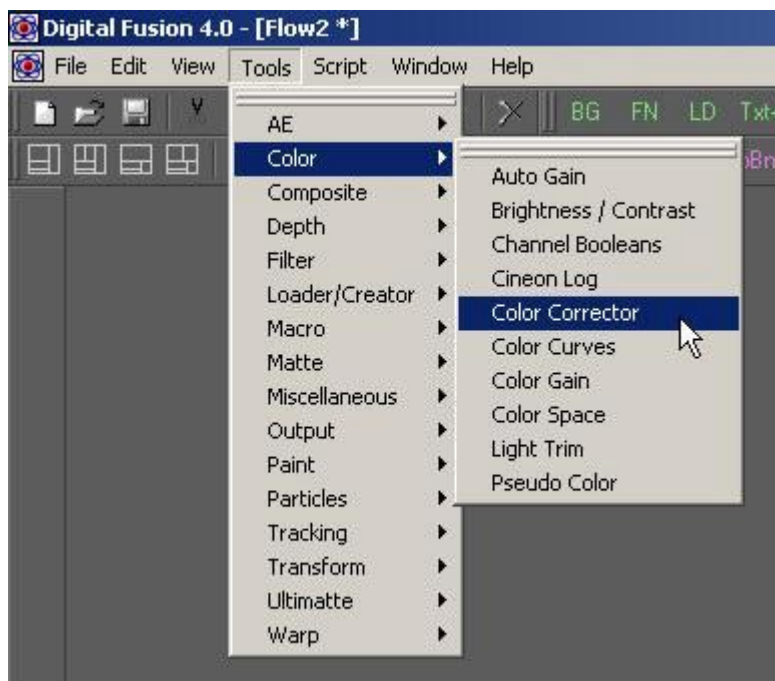 Digital Fusion 4.0 - [Flow2 *]
File Edit View Tools Script Window Help
BG FN LD
AE
Color
Composite
Depth
Filter
Loader/Creator
Macro
Matte
Miscellaneous
Output
Paint
Particles
Tracking
Transform
Ultimatte
Warp
Auto Gain
Brightness / Contrast
Channel Booleans
Cineon Log
Color Corrector
Color Curves
Color Gain
Color Space
Light Trim
Pseudo Color